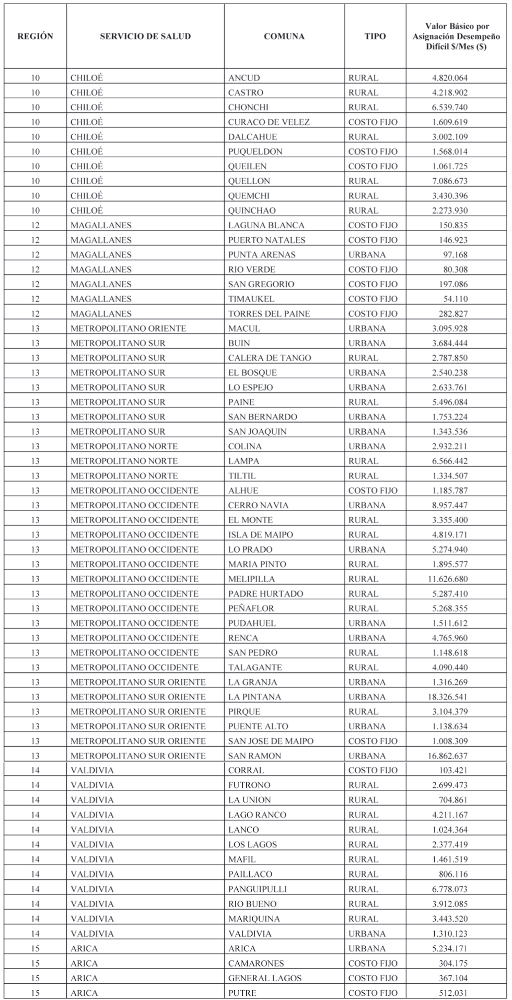 REGIÓN SERVICIO DE SALUD COMUNA TIPO Valor Básico por Asignación Desempeño Difícil $/Mes ($)
10 CHILOÉ ANCUD RURAL 4.820.064
10 CHILOÉ CASTRO RURAL 4.218.902
10 CHILOÉ CHONCHI RURAL 6.539.740
10 CHILOÉ CURACO DE VELEZ COSTO FIJO 1.609.619
10 CHILOÉ DALCAHUE RURAL 3.002.109
10 CHILOÉ PUQUELDON COSTO FIJO 1.568.014
10 CHILOÉ QUEILEN COSTO FIJO 1.061.725
10 CHILOÉ QUELLON RURAL 7.086.673
10 CHILOÉ QUEMCHI RURAL 3.430.396
10 CHILOÉ QUINCHAO RURAL 2.273.930
12 MAGALLANES LAGUNA BLANCA COSTO FIJO 150.835
12 MAGALLANES PUERTO NATALES COSTO FIJO 146.923
12 MAGALLANES PUNTA ARENAS URBANA 97.168
12 MAGALLANES RIO VERDE COSTO FIJO 80.308
12 MAGALLANES SAN GREGORIO COSTO FIJO 197.086
12 MAGALLANES TIMAUKEL COSTO FIJO 54.110
12 MAGALLANES TORRES DEL PAINE COSTO FIJO 282.827
13 METROPOLITANO ORIENTE MACUL URBANA 3.095.928
13 METROPOLITANO SUR BUIN URBANA 3.684.444
13 METROPOLITANO SUR CALERA DE TANGO RURAL 2.787.850
13 METROPOLITANO SUR EL BOSQUE URBANA 2.540.238
13 METROPOLITANO SUR LO ESPEJO URBANA 2.633.761
13 METROPOLITANO SUR PAINE RURAL 5.496.084
13 METROPOLITANO SUR SAN BERNARDO URBANA 1.753.224
13 METROPOLITANO SUR SAN JOAQUIN URBANA 1.343.536
13 METROPOLITANO NORTE COLINA URBANA 2.932.211
13 METROPOLITANO NORTE LAMPA RURAL 6.566.442
13 METROPOLITANO NORTE TILTIL RURAL 1.334.507
13 METROPOLITANO OCCIDENTE ALHUE COSTO FIJO 1.185.787
13 METROPOLITANO OCCIDENTE CERRO NAVIA URBANA 8.957.447
13 METROPOLITANO OCCIDENTE EL MONTE RURAL 3.355.400
13 METROPOLITANO OCCIDENTE ISLA DE MAIPO RURAL 4.819.171
13 METROPOLITANO OCCIDENTE LO PRADO URBANA 5.274.940
13 METROPOLITANO OCCIDENTE MARIA PINTO RURAL 1.895.577
13 METROPOLITANO OCCIDENTE MELIPILLA RURAL 11.626.680
13 METROPOLITANO OCCIDENTE PADRE HURTADO RURAL 5.287.410
13 METROPOLITANO OCCIDENTE PEÑAFLOR RURAL 5.268.355
13 METROPOLITANO OCCIDENTE PUDAHUEL URBANA 1.511.612
13 METROPOLITANO OCCIDENTE RENCA URBANA 4.765.960
13 METROPOLITANO OCCIDENTE SAN PEDRO RURAL 1.148.618
13 METROPOLITANO OCCIDENTE TALAGANTE RURAL 4.090.440
13 METROPOLITANO SUR ORIENTE LA GRANJA URBANA 1.316.269
13 METROPOLITANO SUR ORIENTE LA PINTANA URBANA 18.326.541
13 METROPOLITANO SUR ORIENTE PIRQUE RURAL 3.104.379
13 METROPOLITANO SUR ORIENTE PUENTE ALTO URBANA 1.138.634
13 METROPOLITANO SUR ORIENTE SAN JOSE DE MAIPO COSTO FIJO 1.008.309
13 METROPOLITANO SUR ORIENTE SAN RAMON URBANA 16.862.637
14 VALDIVIA CORRAL COSTO FIJO 103.421
14 VALDIVIA FUTRONO RURAL 2.699.473
14 VALDIVIA LA UNION RURAL 704.861
14 VALDIVIA LAGO RANCO RURAL 4.211.167
14 VALDIVIA LANCO RURAL 1.024.364
14 VALDIVIA LOS LAGOS RURAL 2.377.419
14 VALDIVIA MAFIL RURAL 1.461.519
14 VALDIVIA PAILLACO RURAL 806.116
14 VALDIVIA PANGUIPULLI RURAL 6.778.073
14 VALDIVIA RIO BUENO RURAL 3.912.085
14 VALDIVIA MARIQUINA RURAL 3.443.520
14 VALDIVIA VALDIVIA URBANA 1.310.123
15 ARICA ARICA URBANA 5.234.171
15 ARICA CAMARONES COSTO FIJO 304.175
15 ARICA GENERAL LAGOS COSTO FIJO 367.104
15 ARICA PUTRE COSTO FIJO 512.031